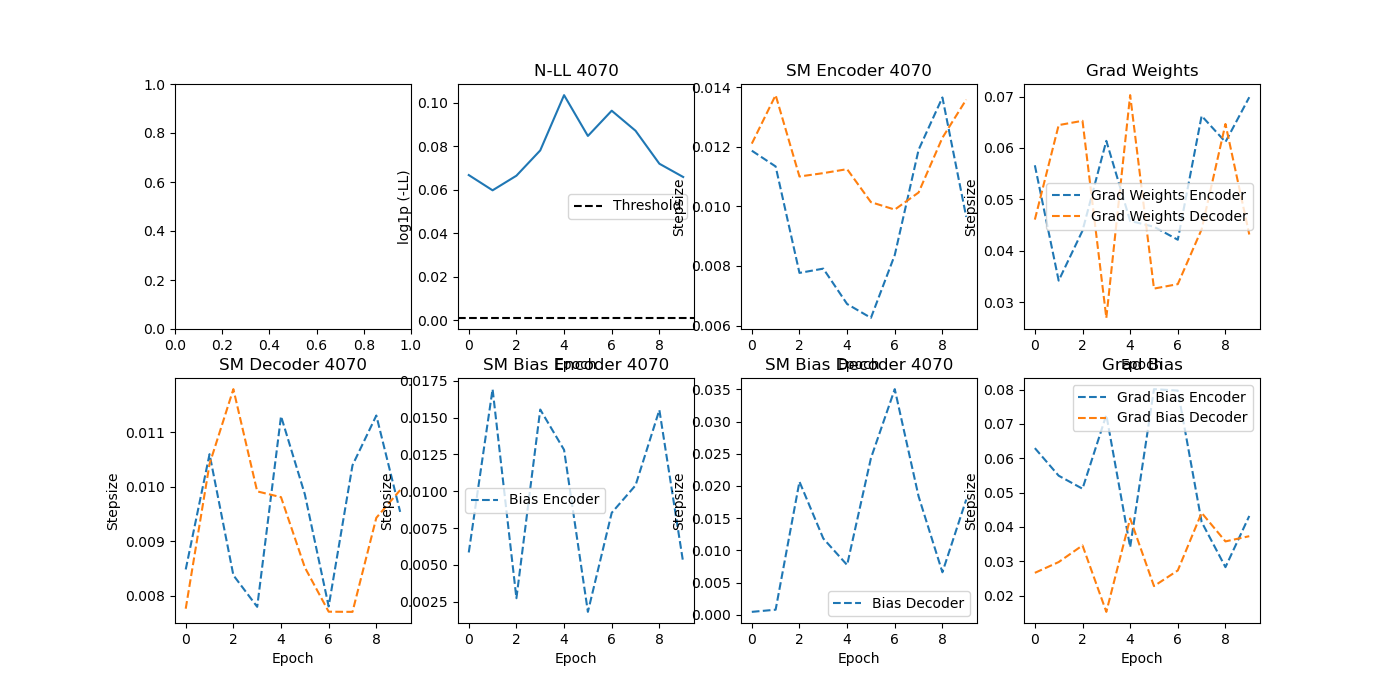 1.0
0.8
0.6
0.4
0.2
0.0
0.0 0.2 0.4 0.6 0.8 1.0
N-LL 4070
log1p (-LL)
0.10
0.08
0.06
0.04
0.02
0.00
Threshold
0 2 4 6 8
Epoch
SM Encoder 4070
Stepsize
0.014
0.012
0.010
0.008
0.006
0 2 4 6 8
Epoch
Grad Weights
Stepsize
0.07
0.06
0.05
0.04
0.03
Grad Weights Encoder
Grad Weights Decoder
0 2 4 6 8
Epoch
SM Decoder 4070
Stepsize
0.011
0.010
0.009
0.008
0 2 4 6 8
Epoch
SM Bias Encoder 4070
Stepsize
0.0175
0.0150
0.0125
0.0100
0.0075
0.0050
0.0025
Bias Encoder
0 2 4 6 8
Epoch
SM Bias Decoder 4070
Stepsize
0.035
0.030
0.025
0.020
0.015
0.010
0.005
0.000
Bias Decoder
0 2 4 6 8
Epoch
Grad Bias
Stepsize
0.08
0.07
0.06
0.05
0.04
0.03
0.02
Grad Bias Encoder
Grad Bias Decoder
0 2 4 6 8
Epoch